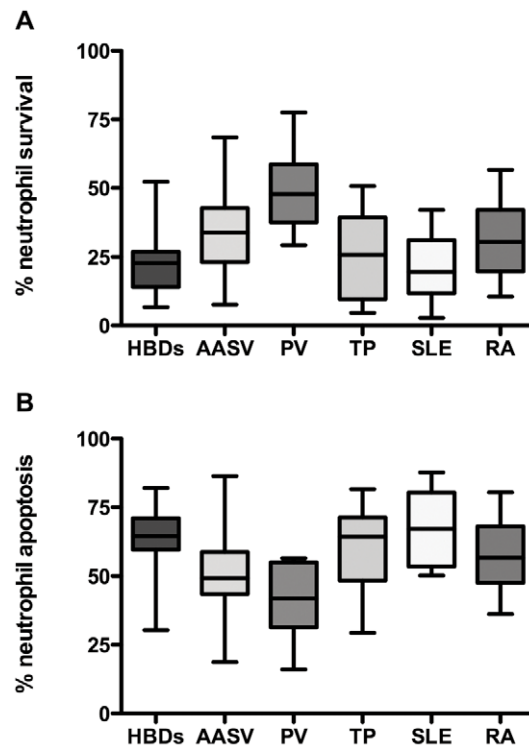 A
% neutrophil survival
100
75
50
25
0
HBDs AASV PV TP SLE RA
B
% neutrophil apoptosis
100
75
50
25
0
HBDs AASV PV TP SLE RA